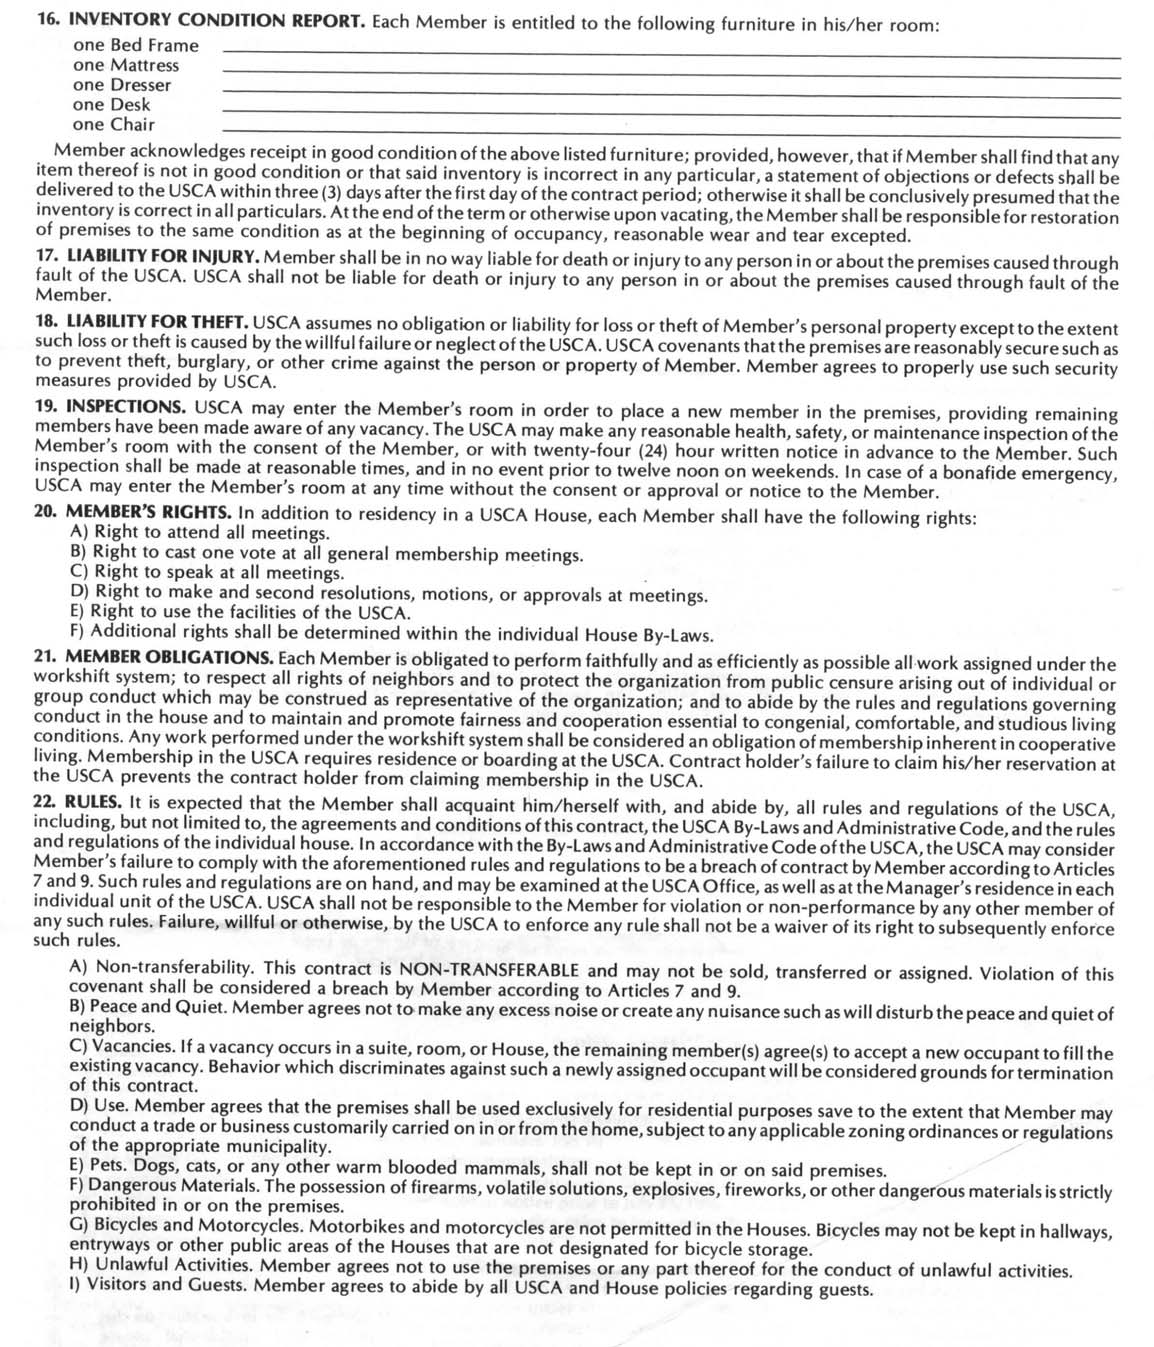 16. INVENTORY CONDITION REPORT. Each Member is entitled to the following furniture in his/her room:
one Bed Frame
one Mattress
one Dresser
one Desk
one Chair
Member acknowledges receipt in good condition of the above listed furniture; provided, however, that if Member shall find that any
item thereof is not in good condition or that said inventory is incorrect in any particular, a statement of objections or defects shall be
delivered to the USCA within three (3) days after the first day of the contract period; otherwise it shall be conclusively presumed that the
inventory is correct in all particulars. At the end of the term or otherwise upon vacating, the Member shall be responsible for restoration
of premises to the same condition as at the beginning of occupancy, reasonable wear and tear excepted.
17. LIABILITY FOR INJURY. Member shall be in no way liable for death or injury to any person in or about the premises caused through
fault of the USCA. USCA shall not be liable for death or injury to any person in or about the premises caused through fault of the
Member.
18. LIABILITY FOR THEFT. USCA assumes no obligation or liability for loss or theft of Member's personal property except to the extent
such loss or theft is caused by the willful failure or neglect of the USCA. USCA covenants that the premises are reasonably secure such as
to prevent theft, burglary, or other crime against the person or property of Member. Member agrees to properly use such security
measures provided by USCA.
19. INSPECTIONS. USCA may enter the Member's room in order to place a new member in the premises, providing remaining
members have been made aware of any vacancy. The USCA may make any reasonable health, safety, or maintenance inspection of the
Member's room with the consent of the Member, or with twenty-four (24) hour written notice in advance to the Member. Such
inspection shall be made at reasonable times, and in no event prior to twelve noon on weekends. In case of a bonafide emergency,
USCA may enter the Member's room at any time without the consent or approval or notice to the Member.
20. MEMBER'S RIGHTS. In addition to residency in a USCA House, each Member shall have the following rights:
A) Right to attend all meetings.
B) Right to cast one vote at all general membership meetings.
C) Right to speak at all meetings.
D) Right to make and second resolutions, motions, or approvals at meetings.
E) Right to use the facilities of the USCA.
F) Additional rights shall be determined within the individual House By-Laws.
21. MEMBER OBLIGATIONS. Each Member is obligated to perform faithfully and as efficiently as possible all work assigned under the
workshift system; to respect all rights of neighbors and to protect the organization from public censure arising out of individual or
group conduct which may be construed as representative of the organization; and to abide by the rules and regulations governing
conduct in the house and to maintain and promote fairness and cooperation essential to congenial, comfortable, and studious living
conditions. Any work performed under the workshift system shall be considered an obligation of membership inherent in cooperative
living. Membership in the USCA requires residence or boarding at the USCA. Contract holder's failure to claim his/her reservation at
the USCA prevents the contract holder from claiming membership in the USCA.
22. RULES. It is expected that the Member shall acquaint him/herself with, and abide by, all rules and regulations of the USCA,
including, but not limited to, the agreements and conditions of this contract, the USCA By-Laws and Administrative Code, and the rules
and regulations of the individual house. In accordance with the By-Laws and Administrative Code of the USCA, the USCA may consider
Member's failure to comply with the aforementioned rules and regulations to be a breach of contract by Member according to Articles
7 and 9. Such rules and regulations are on hand, and may be examined at the USCA Office, as well as at the Manager's residence in each
individual unit of the USCA. USCA shall not be responsible to the Member for violation or non-performance by any other member of
any such rules. Failure, willful or otherwise, by the USCA to enforce any rule shall not be a waiver of its right to subsequently enforce
such rules.
A) Non-transferability. This contract is NON-TRANSFERABLE and may not be sold, transferred or assigned. Violation of this
covenant shall be considered a breach by Member according to Articles 7 and 9.
B) Peace and Quiet. Member agrees not to make any excess noise or create any nuisance such as will disturb the peace and quiet of
neighbors.
C) Vacancies. If a vacancy occurs in a suite, room, or House, the remaining member(s) agree(s) to accept a new occupant to fill the
existing vacancy. Behavior which discriminates against such a newly assigned occupant will be considered grounds for termination
of this contract.
D) Use. Member agrees that the premises shall be used exclusively for residential purposes save to the extent that Member may
conduct a trade or business customarily carried on in or from the home, subject to any applicable zoning ordinances or regulations
of the appropriate municipality.
E) Pets. Dogs, cats, or any other warm blooded mammals, shall not be kept in or on said premises.
F) Dangerous Materials. The possession of firearms, volatile solutions, explosives, fireworks, or other dangerous materials is strictly
prohibited in or on the premises.
G) Bicycles and Motorcycles. Motorbikes and motorcycles are not permitted in the Houses. Bicycles may not be kept in hallways,
entryways or other public areas of the Houses that are not designated for bicycle storage.
H) Unlawful Activities. Member agrees not to use the premises or any part thereof for the conduct of unlawful activities.
I) Visitors and Guests. Member agrees to abide by all USCA and House policies regarding guests.